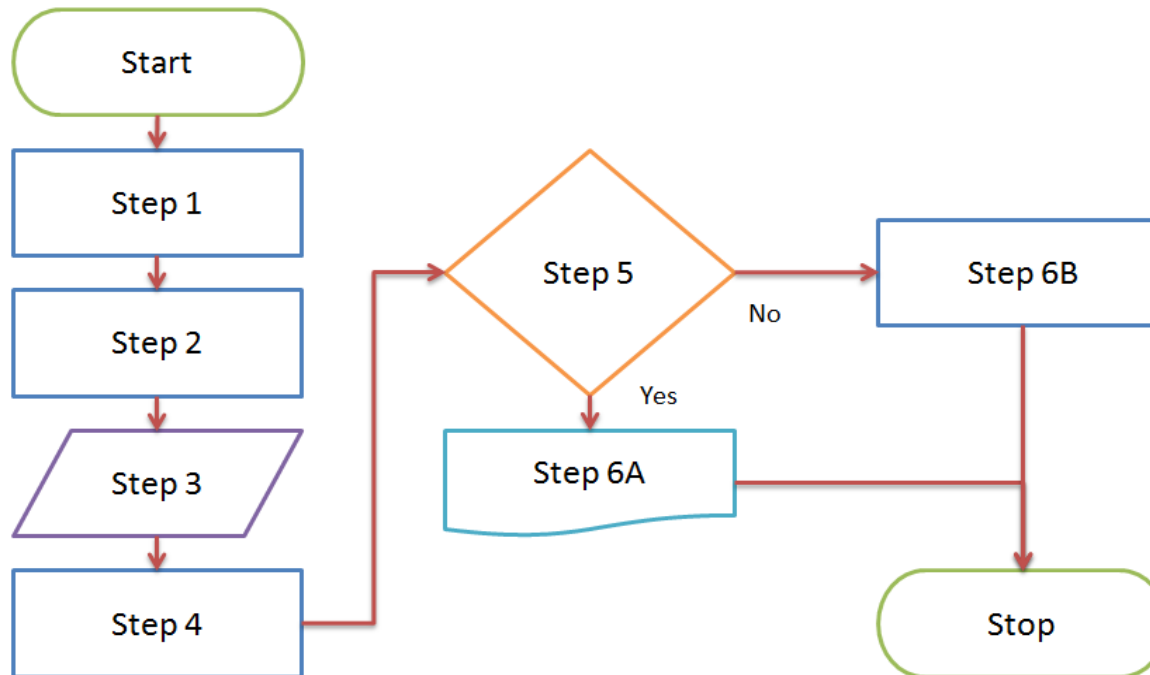 Start
Step 1
Step 2
Step 3
Step 4
Step 5
No
Yes
Step 6A
Step 6B
Stop